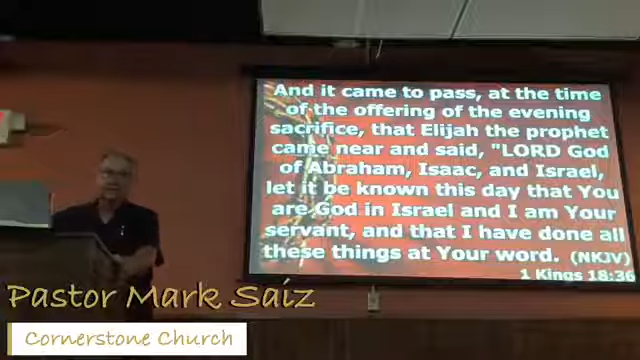 And it came to pass, at the time
of the offering of the evening
sacrifice, that Elijah the prophet
came near and said, "LORD God
of Abraham, Isaac, and Israel,
let it be known this day that You
are God in Israel and I am Your
servant, and that I have done all
these things at Your word. (NKJV)
1 Kings 18:36
Pastor Mark Saiz
Cornerstone Church